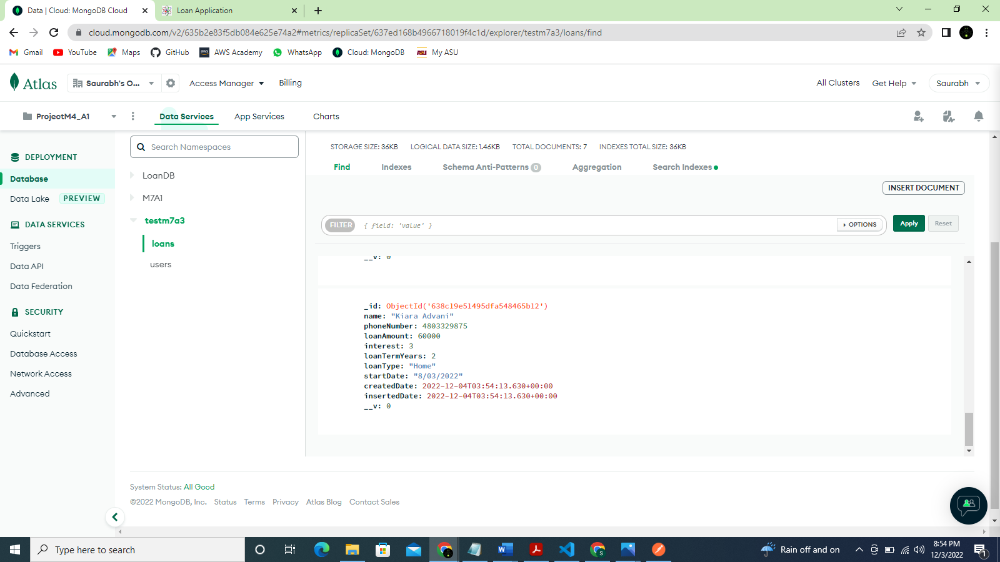 Data | Cloud: MongoDB Cloud
Loan Application
cloud.mongodb.com/v2/635b2e83f5db084e625e74a2#metrics/replicaSet/637ed168b4966718019f4c1d/explorer/testm7a3/loans/find
Gmail YouTube Maps GitHub AWS Academy WhatsApp Cloud: MongoDB My ASU
Atlas Saurabh's O... Access Manager Billing All Clusters Get Help Saurabh
ProjectM4_A1 Data Services App Services Charts
DEPLOYMENT
Database
Data Lake PREVIEW
DATA SERVICES
Triggers
Data API
Data Federation
SECURITY
Quickstart
Database Access
Network Access
Advanced
Search Namespaces
LoanDB
M7A1
testm7a3
loans
users
STORAGE SIZE: 36KB LOGICAL DATA SIZE: 1.46KB TOTAL DOCUMENTS: 7 INDEXES TOTAL SIZE: 36KB
Find Indexes Schema Anti-Patterns 0 Aggregation Search Indexes
INSERT DOCUMENT
FILTER { field: 'value' } OPTIONS Apply Reset
__v: 0
_id: ObjectId('638c19e51495dfa548465b12')
name: "Kiara Advani"
phoneNumber: 4803329875
loanAmount: 60000
interest: 3
loanTermYears: 2
loanType: "Home"
startDate: "8/03/2022"
createdDate: 2022-12-04T03:54:13.630+00:00
insertedDate: 2022-12-04T03:54:13.630+00:00
__v: 0
System Status: All Good
©2022 MongoDB, Inc. Status Terms Privacy Atlas Blog Contact Sales
Type here to search
Rain off and on
8:54 PM
12/3/2022
1